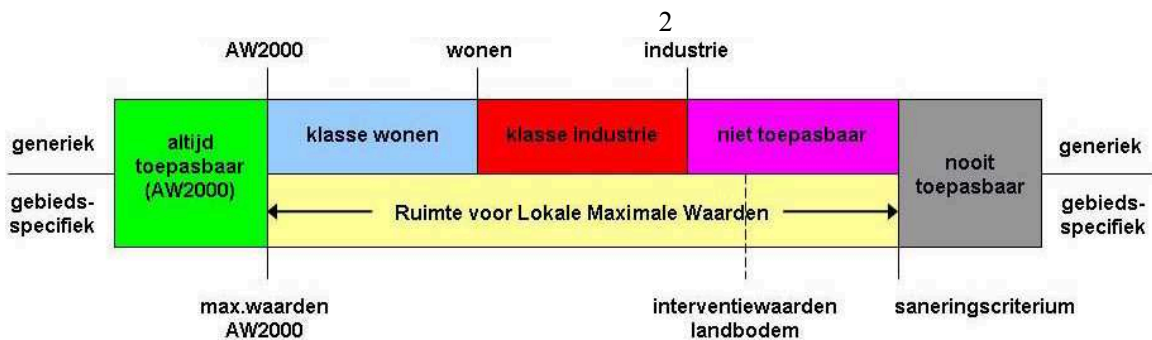 2
AW2000
wonen
industrie
generiek
altijd
toepasbaar
(AW2000)
klasse wonen
klasse industrie
niet toepasbaar
nooit
toepasbaar
generiek
gebieds-
specifiek
Ruimte voor Lokale Maximale Waarden
gebieds-
specifiek
max.waarden
AW2000
interventiewaarden
landbodem
saneringscriterium